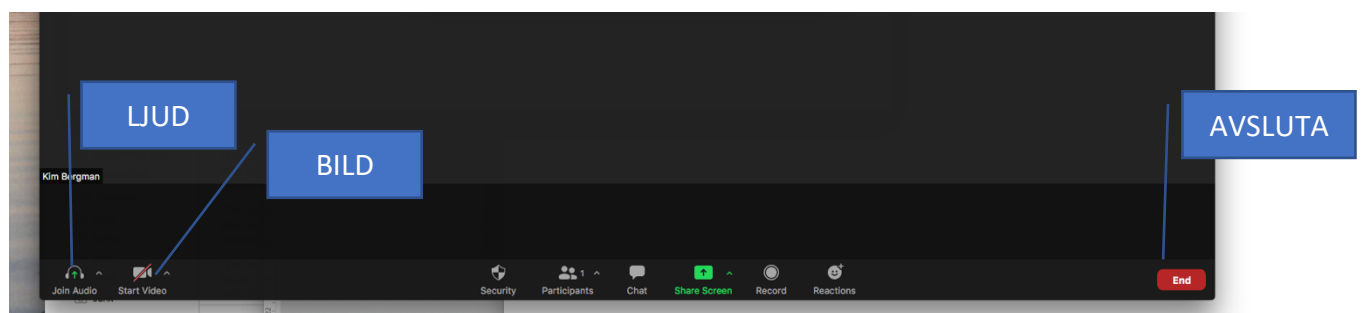 LJUD
AVSLUTA
BILD
Kim Bergman
1
Join Audio
Start Video
Security
Participants
Chat
Share Screen
Record
Reactions
End